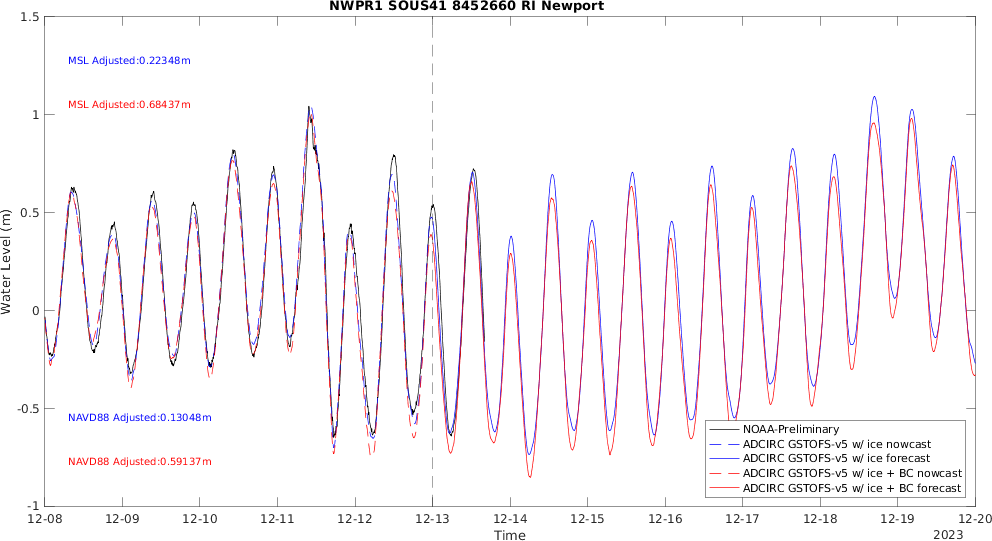 NWPR1 SOUS41 8452660 RI Newport
1.5
1
0.5
0
-0.5
-1
Water Level (m)
MSL Adjusted:0.22348m
MSL Adjusted:0.68437m
NAVD88 Adjusted:0.13048m
NAVD88 Adjusted:0.59137m
NOAA-Preliminary
ADCIRC GSTOFS-v5 w/ ice nowcast
ADCIRC GSTOFS-v5 w/ ice forecast
ADCIRC GSTOFS-v5 w/ ice + BC nowcast
ADCIRC GSTOFS-v5 w/ ice + BC forecast
12-08 12-09 12-10 12-11 12-12 12-13 12-14 12-15 12-16 12-17 12-18 12-19 12-20
Time
2023